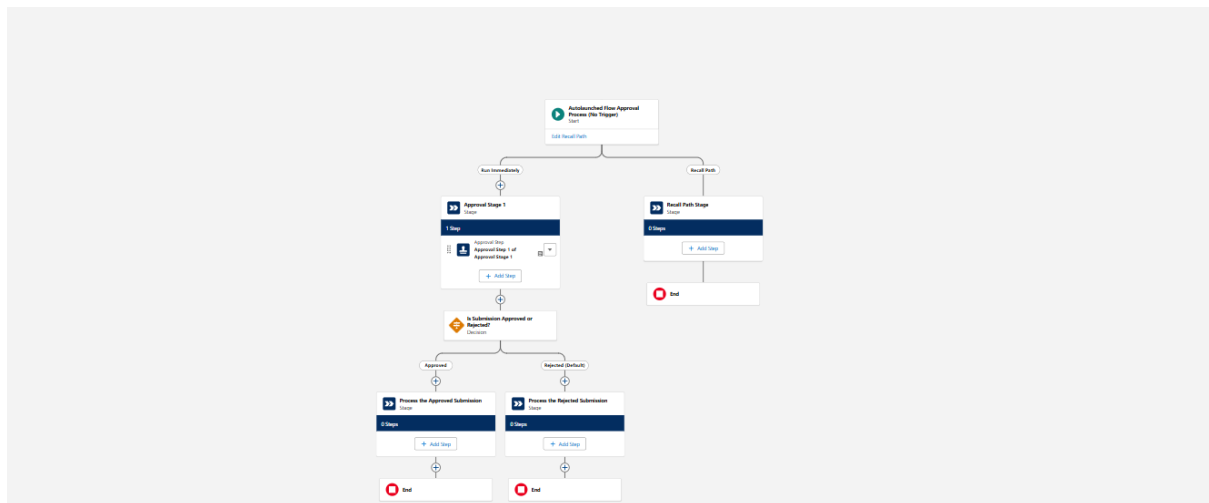 Autolaunched Flow Approval
Process (No Trigger)
Start
Edit Recall Path
Run Immediately
Recall Path
Approval Stage 1
Stage
1 Step
Approval Step
Approval Step 1 of
Approval Stage 1
+ Add Step
Recall Path Stage
Stage
0 Steps
+ Add Step
End
Is Submission Approved or
Rejected?
Decision
Approved
Rejected (Default)
Process the Approved Submission
Stage
0 Steps
+ Add Step
End
Process the Rejected Submission
Stage
0 Steps
+ Add Step
End